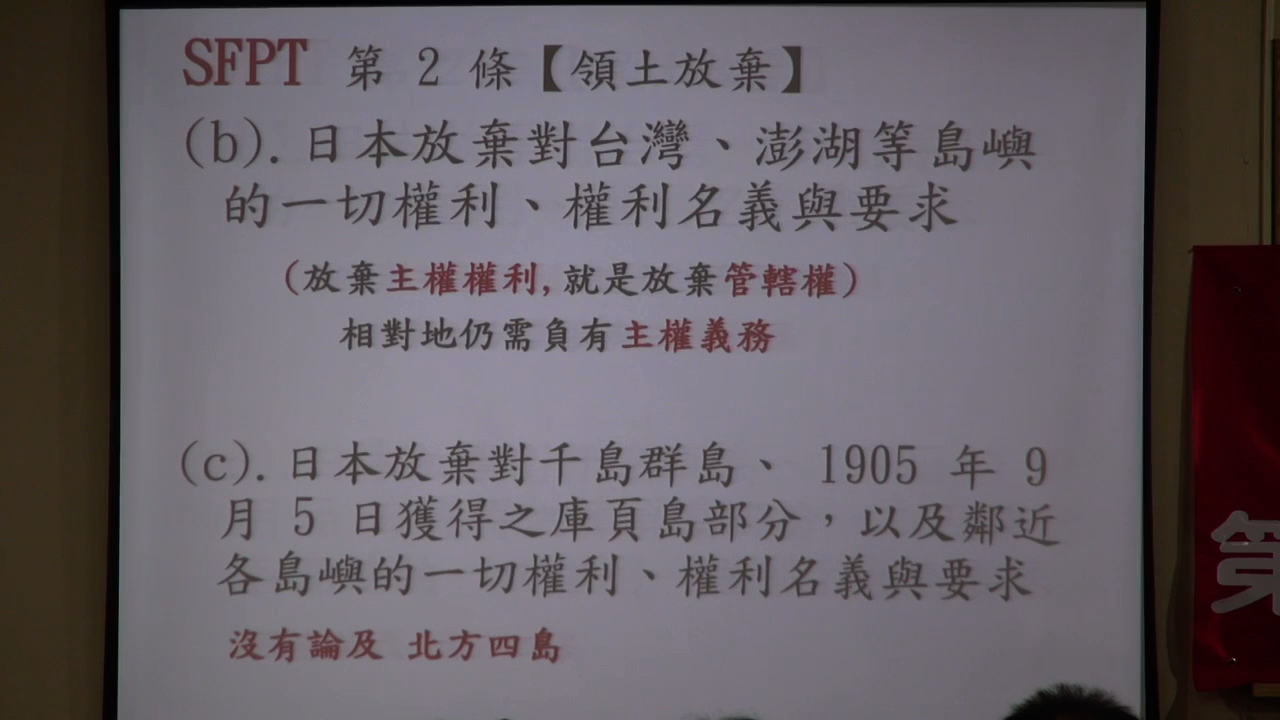 SFPT 第 2 條【領土放棄】
(b). 日本放棄對台灣、澎湖等島嶼
的一切權利、權利名義與要求
(放棄主權權利,就是放棄管轄權)
相對地仍需負有主權義務
(c). 日本放棄對千島群島、 1905 年 9
月 5 日獲得之庫頁島部分，以及鄰近
各島嶼的一切權利、權利名義與要求
沒有論及 北方四島
第